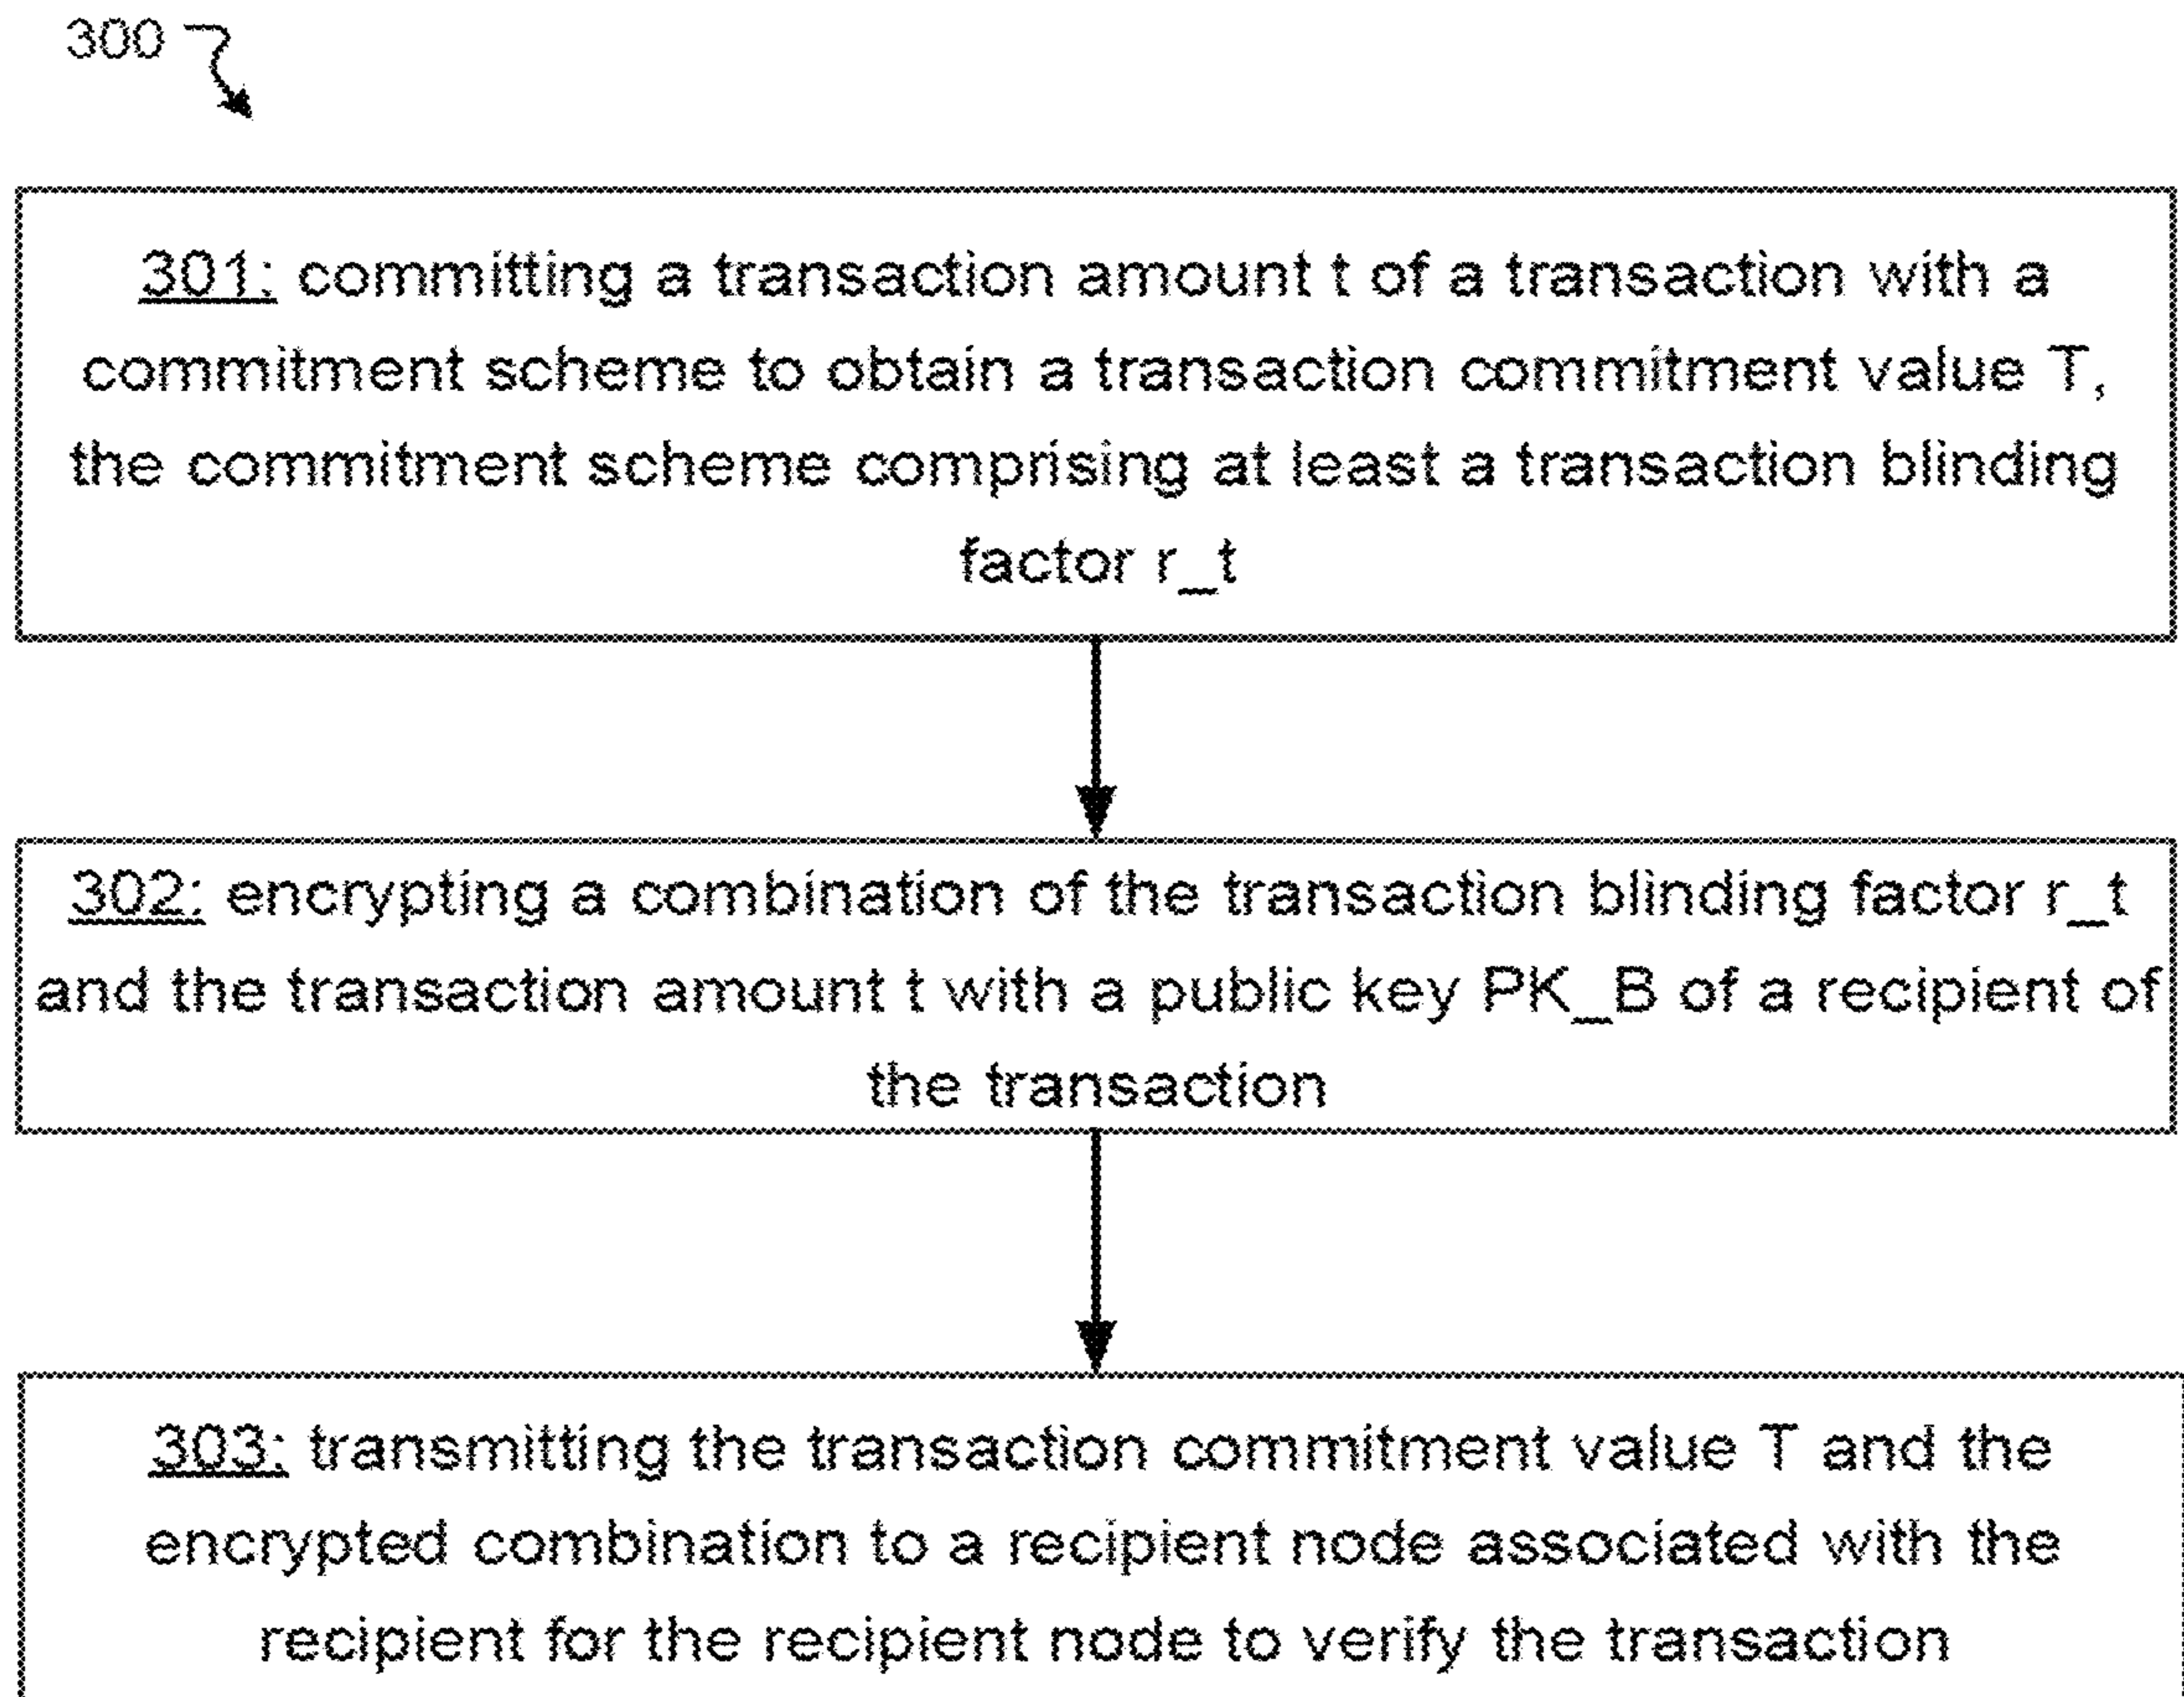 300
301: committing a transaction amount t of a transaction with a
commitment scheme to obtain a transaction commitment value T,
the commitment scheme comprising at least a transaction blinding
factor r_t
302: encrypting a combination of the transaction blinding factor r_t
and the transaction amount t with a public key PK_B of a recipient of
the transaction
303: transmitting the transaction commitment value T and the
encrypted combination to a recipient node associated with the
recipient for the recipient node to verify the transaction